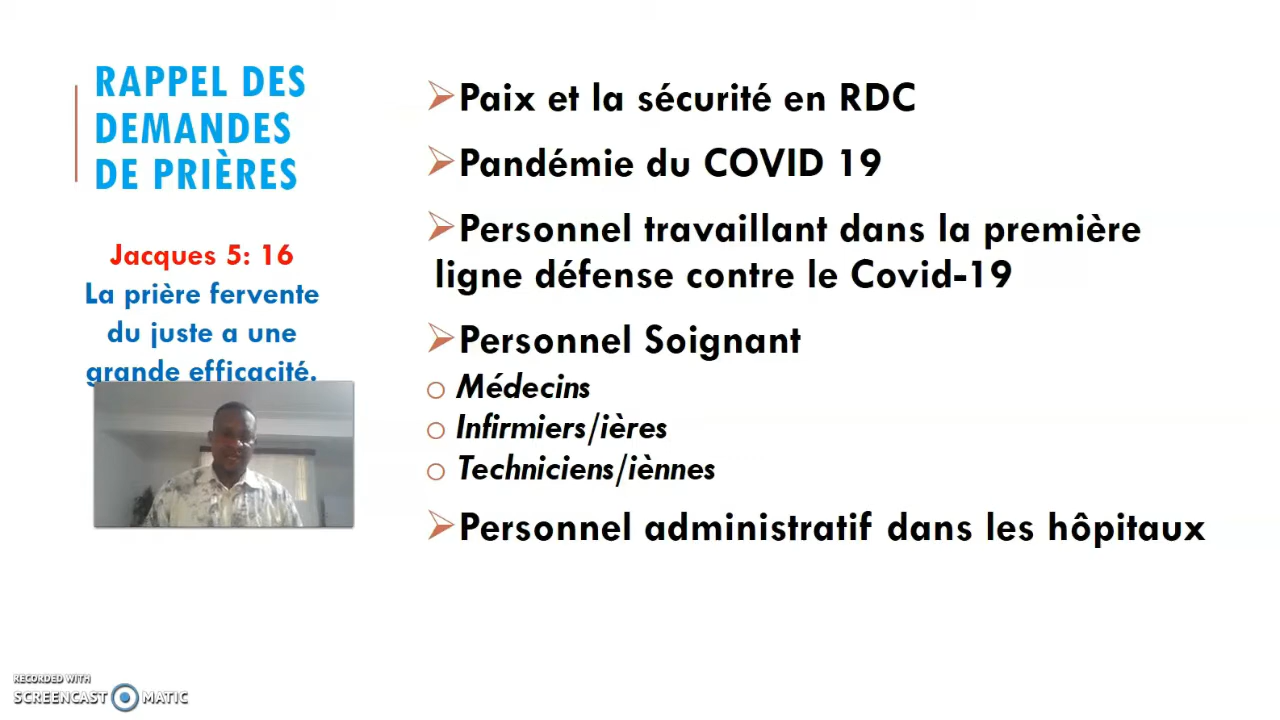 RAPPEL DES
DEMANDES
DE PRIÈRES
Jacques 5: 16
La prière fervente
du juste a une
grande efficacité.
Paix et la sécurité en RDC
Pandémie du COVID 19
Personnel travaillant dans la première
ligne défense contre le Covid-19
Personnel Soignant
Médecins
Infirmiers/ières
Techniciens/iènnes
Personnel administratif dans les hôpitaux
RECORDED WITH
SCREENCAST MATIC